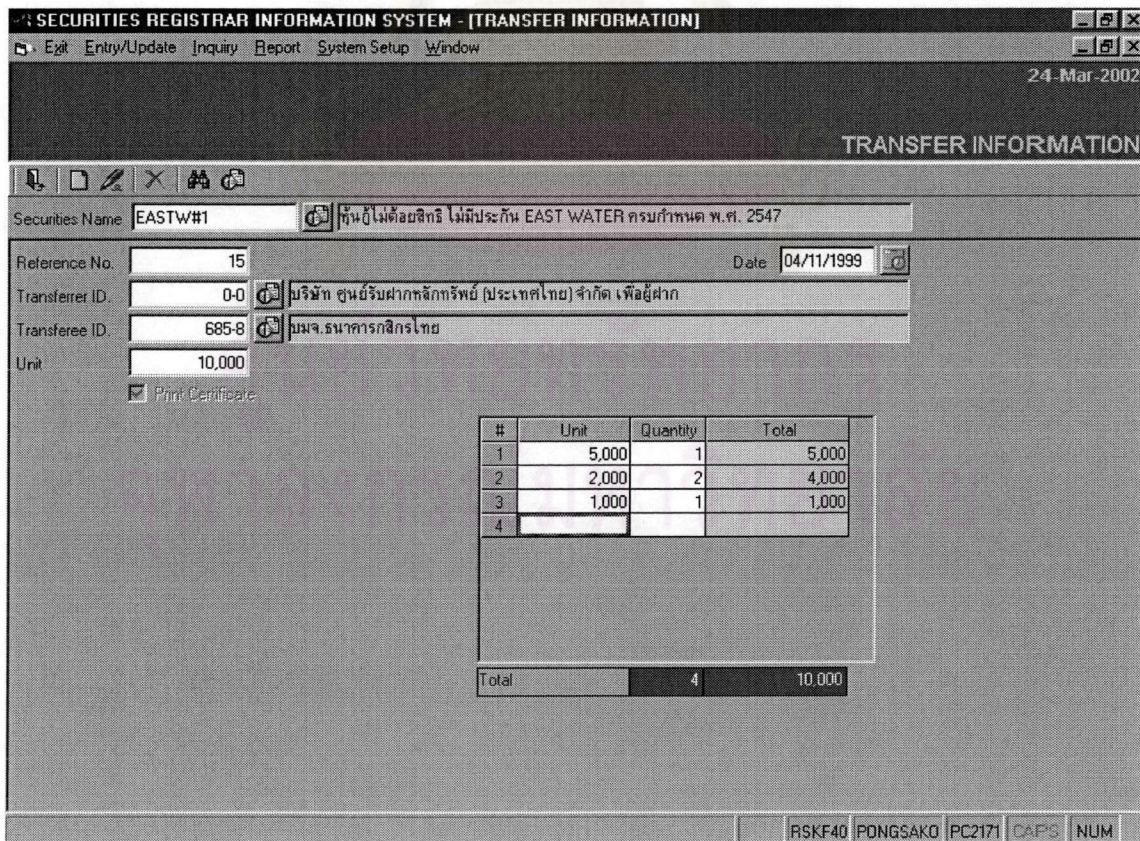 SECURITIES REGISTRAR INFORMATION SYSTEM - [TRANSFER INFORMATION]
Exit Entry/Update Inquiry Report System Setup Window
24-Mar-2002
TRANSFER INFORMATION
Securities Name EASTW#1 หุ้นกู้ไม่ด้อยสิทธิ ไม่มีประกัน EAST WATER ครบกำหนด พ.ศ. 2547
Reference No. 15 Date 04/11/1999
Transferrer ID. 0-0 บริษัท ศูนย์รับฝากหลักทรัพย์ (ประเทศไทย) จำกัด เพื่อผู้ฝาก
Transferee ID. 685-8 บมจ.ธนาคารกสิกรไทย
Unit 10,000
Print Certificate
# Unit Quantity Total
1 5,000 1 5,000
2 2,000 2 4,000
3 1,000 1 1,000
4
Total 4 10,000
RSKF40 PONGSAKO PC2171 CAPS NUM